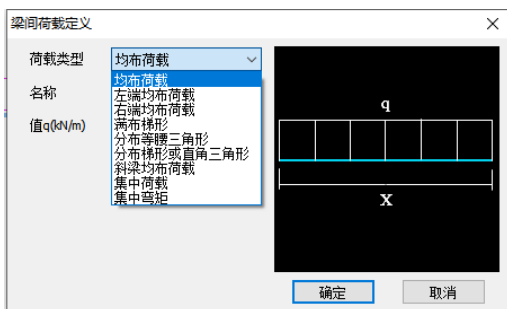 梁间荷载定义
荷载类型
均布荷载
均布荷载
左端均布荷载
右端均布荷载
满布梯形
分布等腰三角形
分布梯形或直角三角形
斜梁均布荷载
集中荷载
集中弯矩
名称
值q(kN/m)
q
X
确定
取消